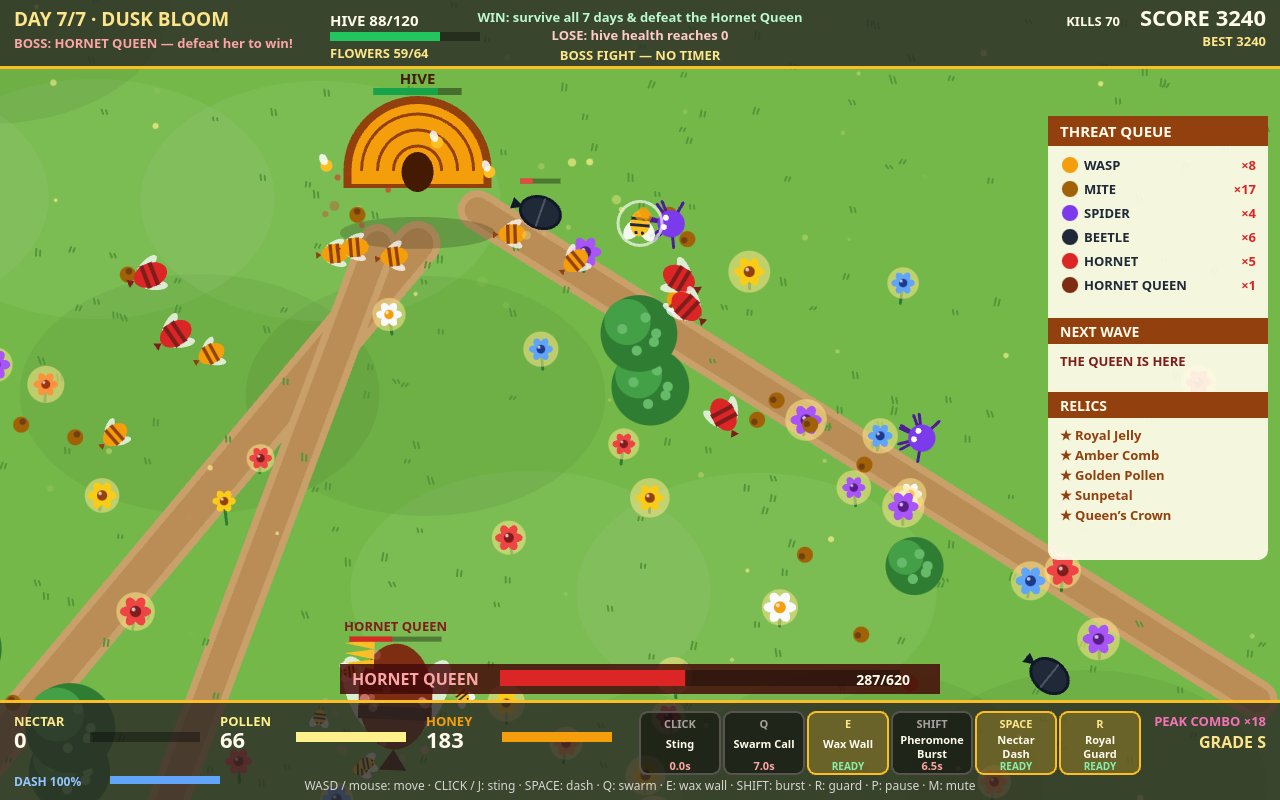 DAY 7/7 · DUSK BLOOM
BOSS: HORNET QUEEN — defeat her to win!
HIVE 88/120
FLOWERS 59/64
WIN: survive all 7 days & defeat the Hornet Queen
LOSE: hive health reaches 0
BOSS FIGHT — NO TIMER
KILLS 70
SCORE 3240
BEST 3240
HIVE
THREAT QUEUE
WASP ×8
MITE ×17
SPIDER ×4
BEETLE ×6
HORNET ×5
HORNET QUEEN ×1
NEXT WAVE
THE QUEEN IS HERE
RELICS
★ Royal Jelly
★ Amber Comb
★ Golden Pollen
★ Sunpetal
★ Queen's Crown
HORNET QUEEN
HORNET QUEEN 287/620
NECTAR
0
POLLEN
66
HONEY
183
DASH 100%
CLICK
Sting
0.0s
Q
Swarm Call
7.0s
E
Wax Wall
READY
SHIFT
Pheromone
Burst
6.5s
SPACE
Nectar
Dash
READY
R
Royal
Guard
READY
PEAK COMBO ×18
GRADE S
WASD / mouse: move · CLICK / J: sting · SPACE: dash · Q: swarm · E: wax wall · SHIFT: burst · R: guard · P: pause · M: mute